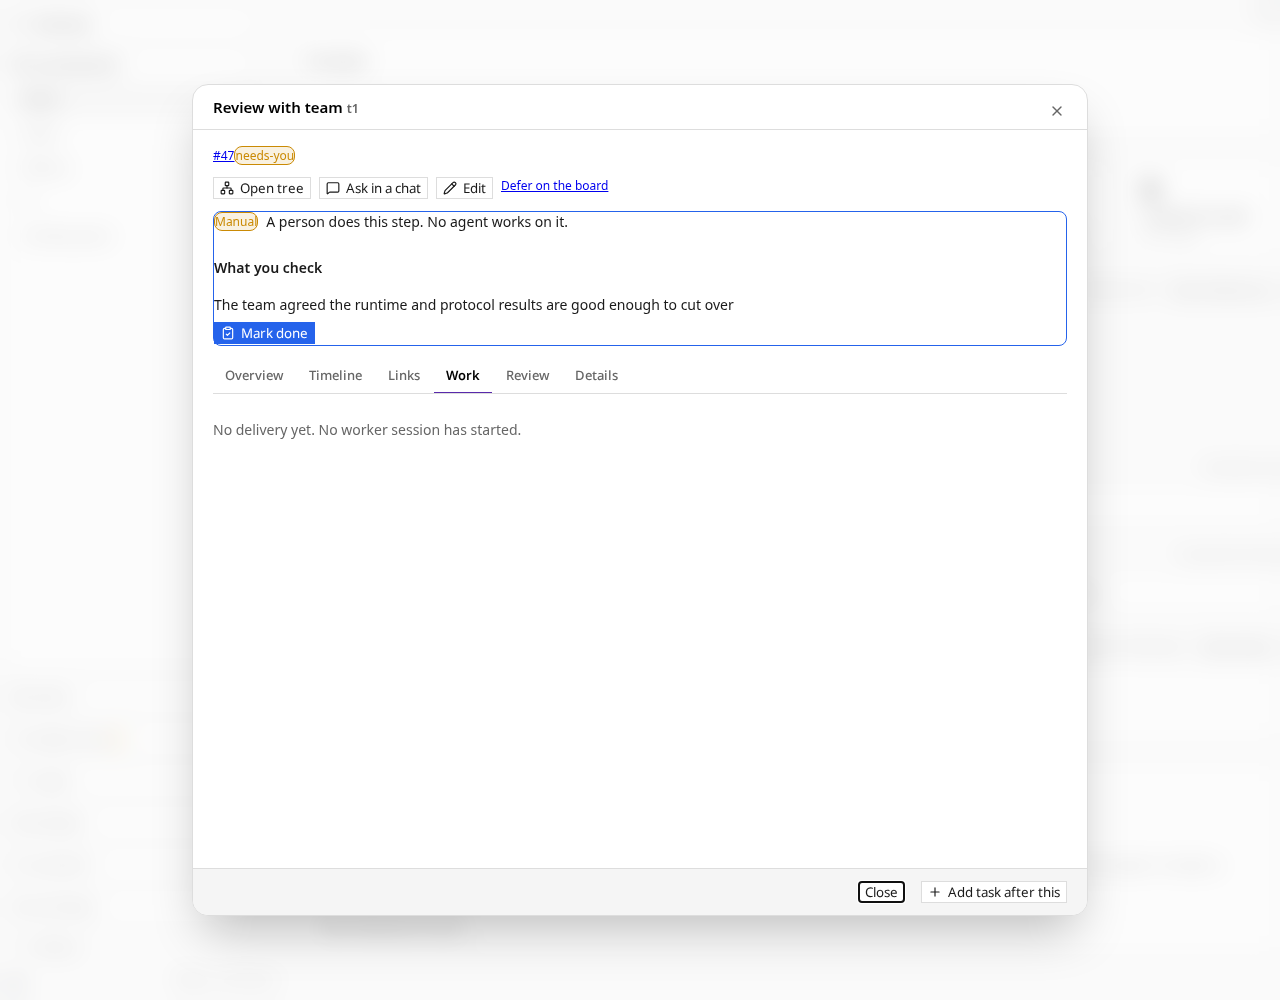 Review with team t1
#47 needs-you
Open tree Ask in a chat Edit Defer on the board
Manual A person does this step. No agent works on it.
What you check
The team agreed the runtime and protocol results are good enough to cut over
Mark done
Overview Timeline Links Work Review Details
No delivery yet. No worker session has started.
Close Add task after this